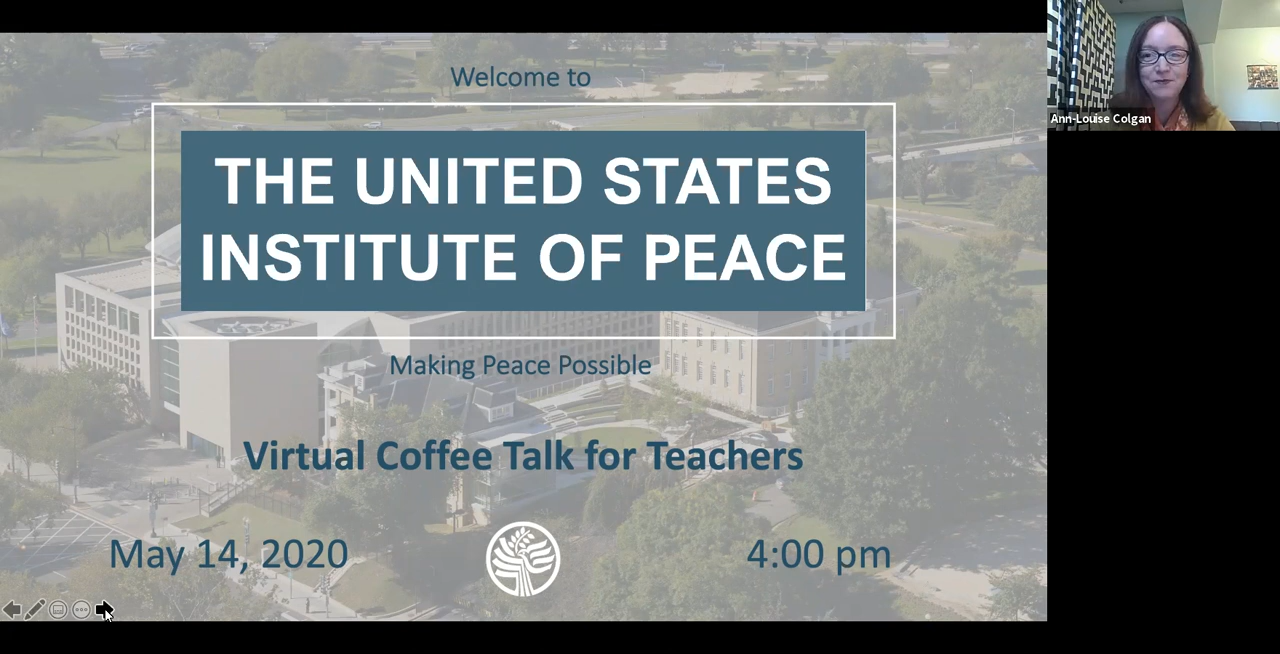 Welcome to
THE UNITED STATES
INSTITUTE OF PEACE
Making Peace Possible
Virtual Coffee Talk for Teachers
May 14, 2020
4:00 pm
Ann-Louise Colgan